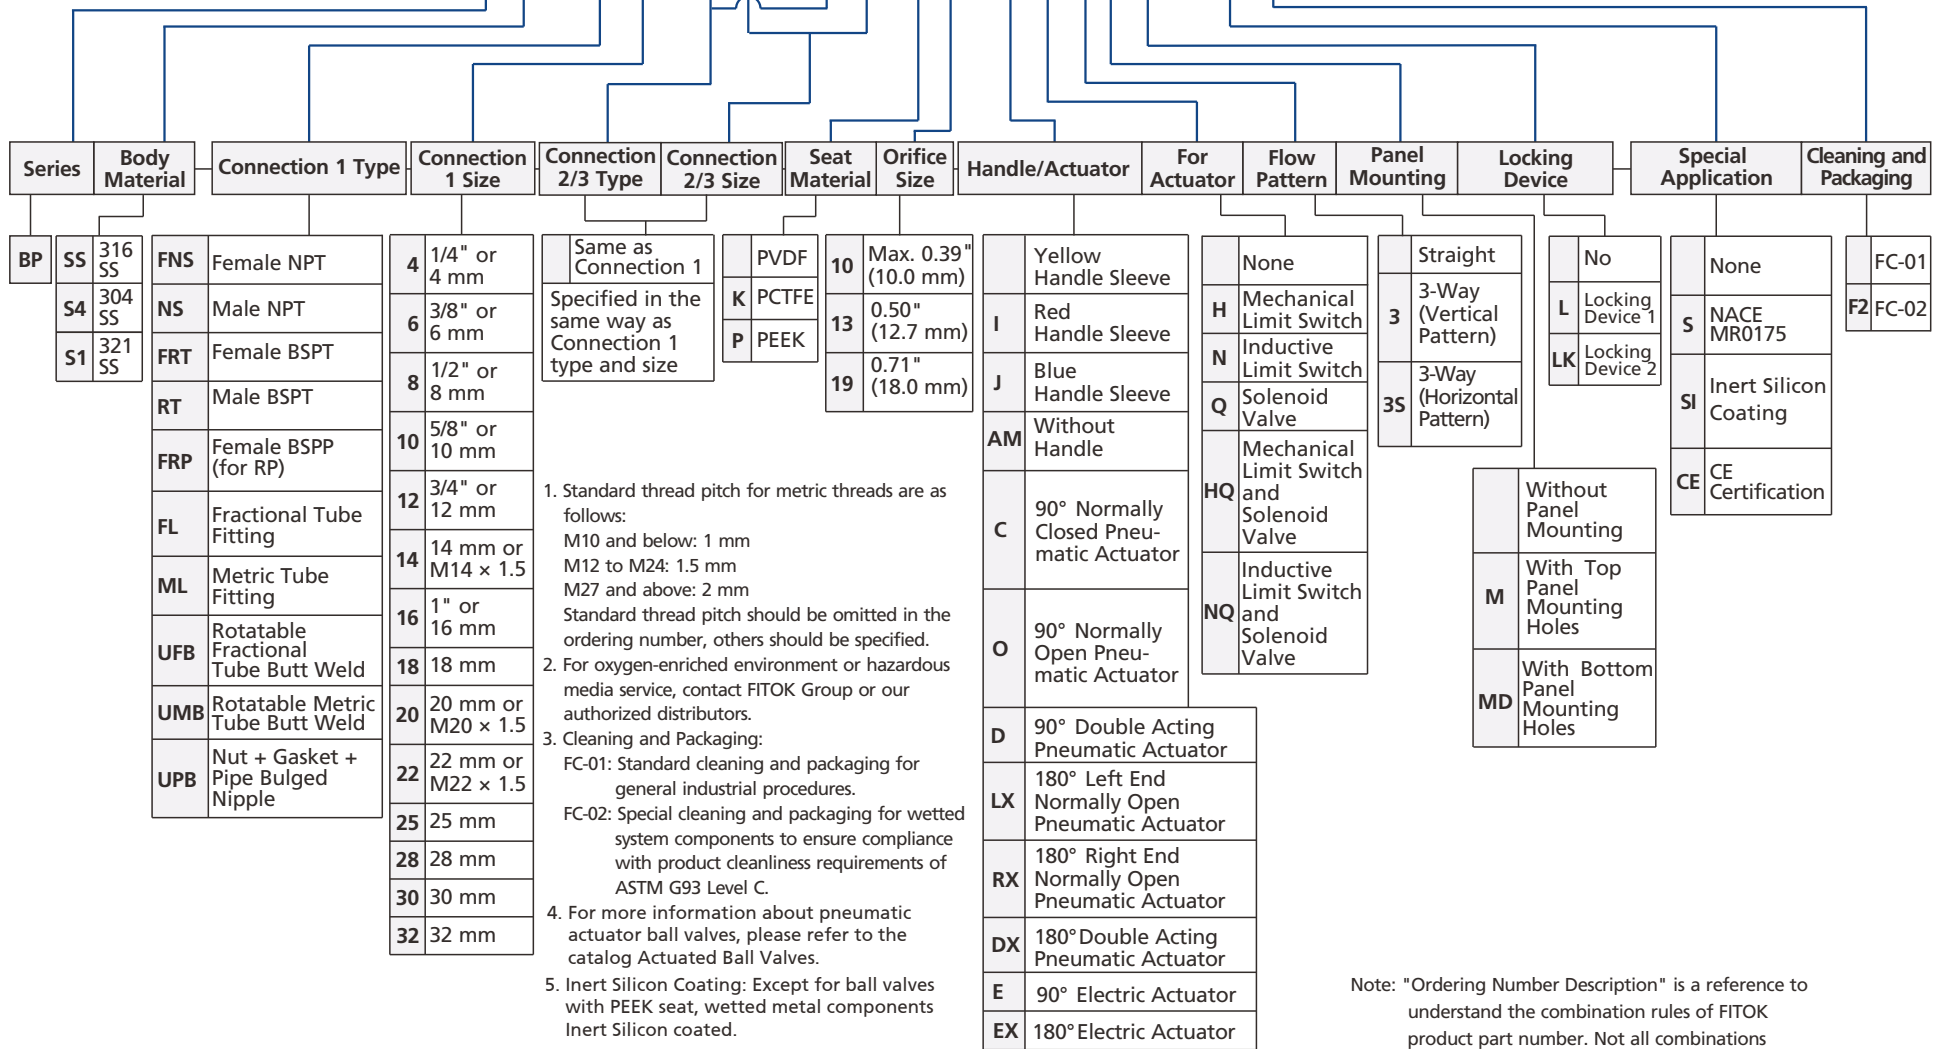 Series
Body
Material
Connection 1 Type
Connection
1 Size
Connection
2/3 Type
Connection
2/3 Size
Seat
Material
Orifice
Size
Handle/Actuator
For
Actuator
Flow
Pattern
Panel
Mounting
Locking
Device
Special
Application
Cleaning and
Packaging
BP
SS 316
SS
S4 304
SS
S1 321
SS
FNS Female NPT
NS Male NPT
FRT Female BSPT
RT Male BSPT
FRP Female BSPP
(for RP)
FL Fractional Tube
Fitting
ML Metric Tube
Fitting
UFB Rotatable
Fractional
Tube Butt Weld
UMB Rotatable Metric
Tube Butt Weld
UPB Nut + Gasket +
Pipe Bulged
Nipple
4 1/4" or
4 mm
6 3/8" or
6 mm
8 1/2" or
8 mm
10 5/8" or
10 mm
12 3/4" or
12 mm
14 14 mm or
M14 × 1.5
16 1" or
16 mm
18 18 mm
20 20 mm or
M20 × 1.5
22 22 mm or
M22 × 1.5
25 25 mm
28 28 mm
30 30 mm
32 32 mm
Same as
Connection 1
Specified in the
same way as
Connection 1
type and size
PVDF
K PCTFE
P PEEK
10 Max. 0.39"
(10.0 mm)
13 0.50"
(12.7 mm)
19 0.71"
(18.0 mm)
Yellow
Handle Sleeve
I Red
Handle Sleeve
J Blue
Handle Sleeve
AM Without
Handle
C 90° Normally
Closed Pneu-
matic Actuator
O 90° Normally
Open Pneu-
matic Actuator
D 90° Double Acting
Pneumatic Actuator
LX 180° Left End
Normally Open
Pneumatic Actuator
RX 180° Right End
Normally Open
Pneumatic Actuator
DX 180° Double Acting
Pneumatic Actuator
E 90° Electric Actuator
EX 180° Electric Actuator
None
H Mechanical
Limit Switch
N Inductive
Limit Switch
Q Solenoid
Valve
HQ Mechanical
Limit Switch
and
Solenoid
Valve
NQ Inductive
Limit Switch
and
Solenoid
Valve
Straight
3 3-Way
(Vertical
Pattern)
3S 3-Way
(Horizontal
Pattern)
Without
Panel
Mounting
M With Top
Panel
Mounting
Holes
MD With Bottom
Panel
Mounting
Holes
No
L Locking
Device 1
LK Locking
Device 2
None
S NACE
MR0175
SI Inert Silicon
Coating
CE CE
Certification
FC-01
F2 FC-02
1. Standard thread pitch for metric threads are as
follows:
M10 and below: 1 mm
M12 to M24: 1.5 mm
M27 and above: 2 mm
Standard thread pitch should be omitted in the
ordering number, others should be specified.
2. For oxygen-enriched environment or hazardous
media service, contact FITOK Group or our
authorized distributors.
3. Cleaning and Packaging:
FC-01: Standard cleaning and packaging for
general industrial procedures.
FC-02: Special cleaning and packaging for wetted
system components to ensure compliance
with product cleanliness requirements of
ASTM G93 Level C.
4. For more information about pneumatic
actuator ball valves, please refer to the
catalog Actuated Ball Valves.
5. Inert Silicon Coating: Except for ball valves
with PEEK seat, wetted metal components
Inert Silicon coated.
Note: "Ordering Number Description" is a reference to
understand the combination rules of FITOK
product part number. Not all combinations